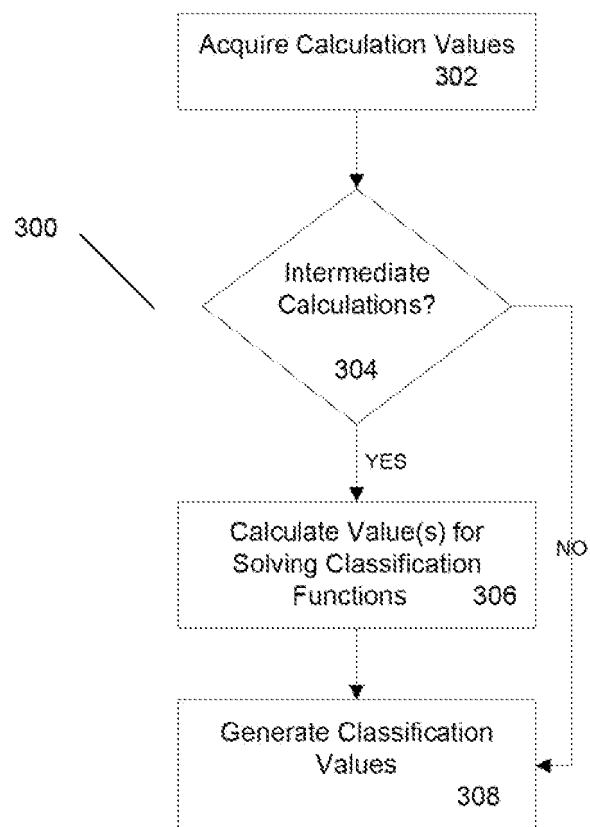 Acquire Calculation Values
302
300
Intermediate
Calculations?
304
YES
Calculate Value(s) for
Solving Classification
Functions 306
NO
Generate Classification
Values
308